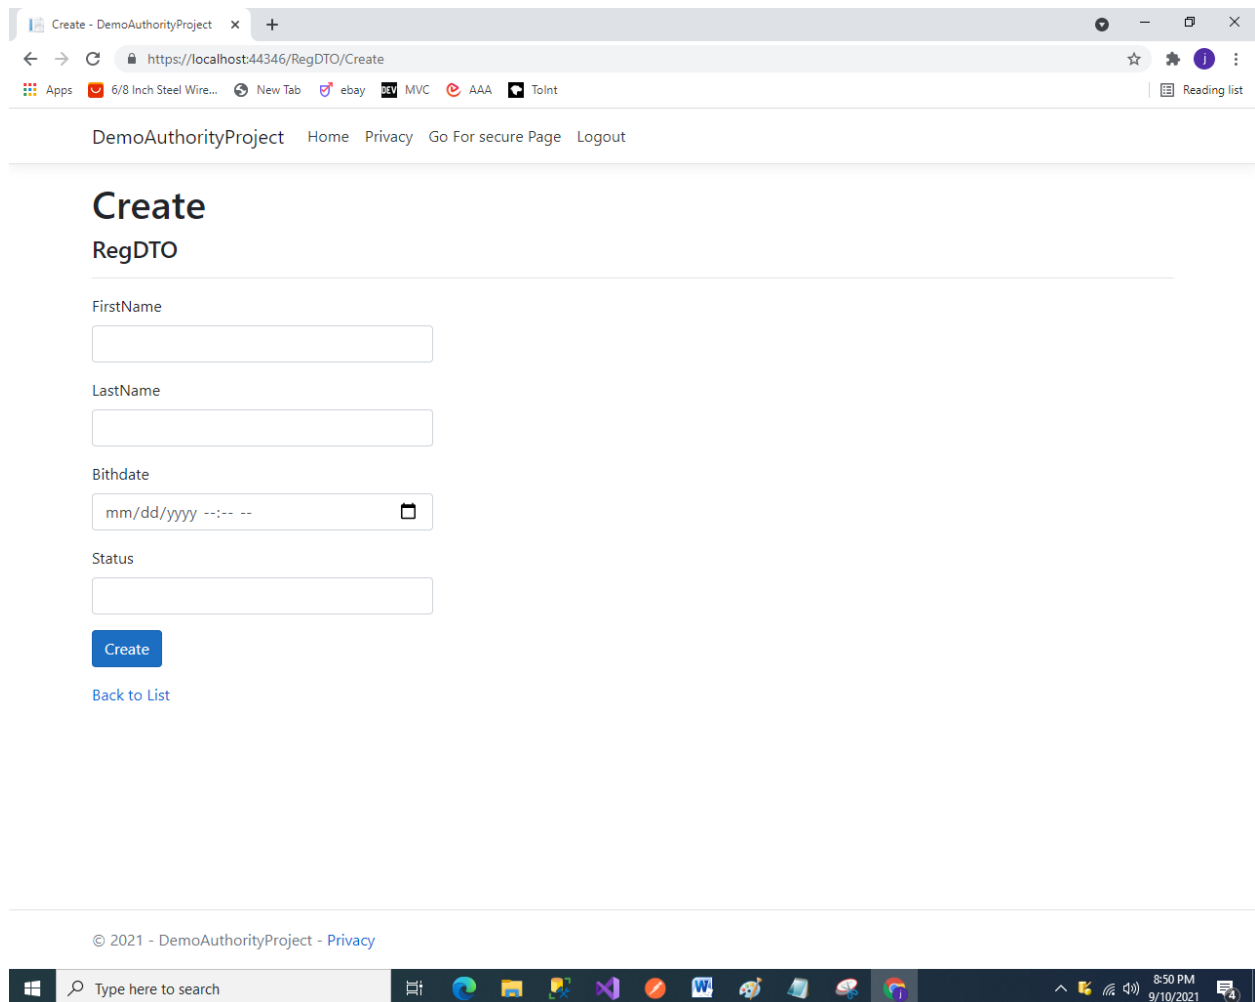 Create - DemoAuthorityProject
https://localhost:44346/RegDTO/Create
j
Apps 6/8 Inch Steel Wire... New Tab ebay DEV MVC AAA ToInt Reading list
DemoAuthorityProject Home Privacy Go For secure Page Logout
Create
RegDTO
FirstName
LastName
Bithdate
mm/dd/yyyy --:-- --
Status
Create
Back to List
© 2021 - DemoAuthorityProject - Privacy
Type here to search
8:50 PM
9/10/2021
4